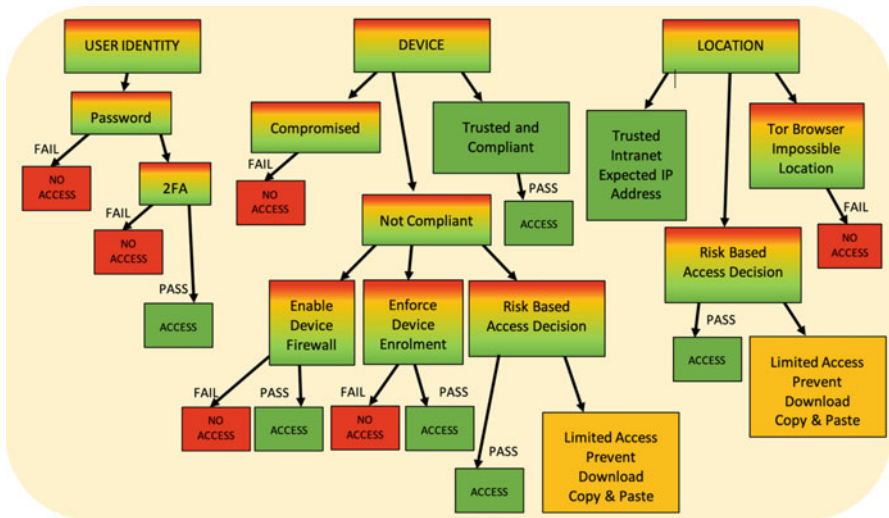 USER IDENTITY
Password
FAIL
NO
ACCESS
2FA
FAIL
NO
ACCESS
PASS
ACCESS
DEVICE
Compromised
FAIL
NO
ACCESS
Trusted and
Compliant
PASS
ACCESS
Not Compliant
Enable
Device
Firewall
FAIL
NO
ACCESS
PASS
ACCESS
Enforce
Device
Enrolment
FAIL
NO
ACCESS
PASS
ACCESS
Risk Based
Access Decision
PASS
ACCESS
Limited Access
Prevent
Download
Copy & Paste
LOCATION
Trusted
Intranet
Expected IP
Address
Tor Browser
Impossible
Location
FAIL
NO
ACCESS
Risk Based
Access Decision
PASS
ACCESS
Limited Access
Prevent
Download
Copy & Paste